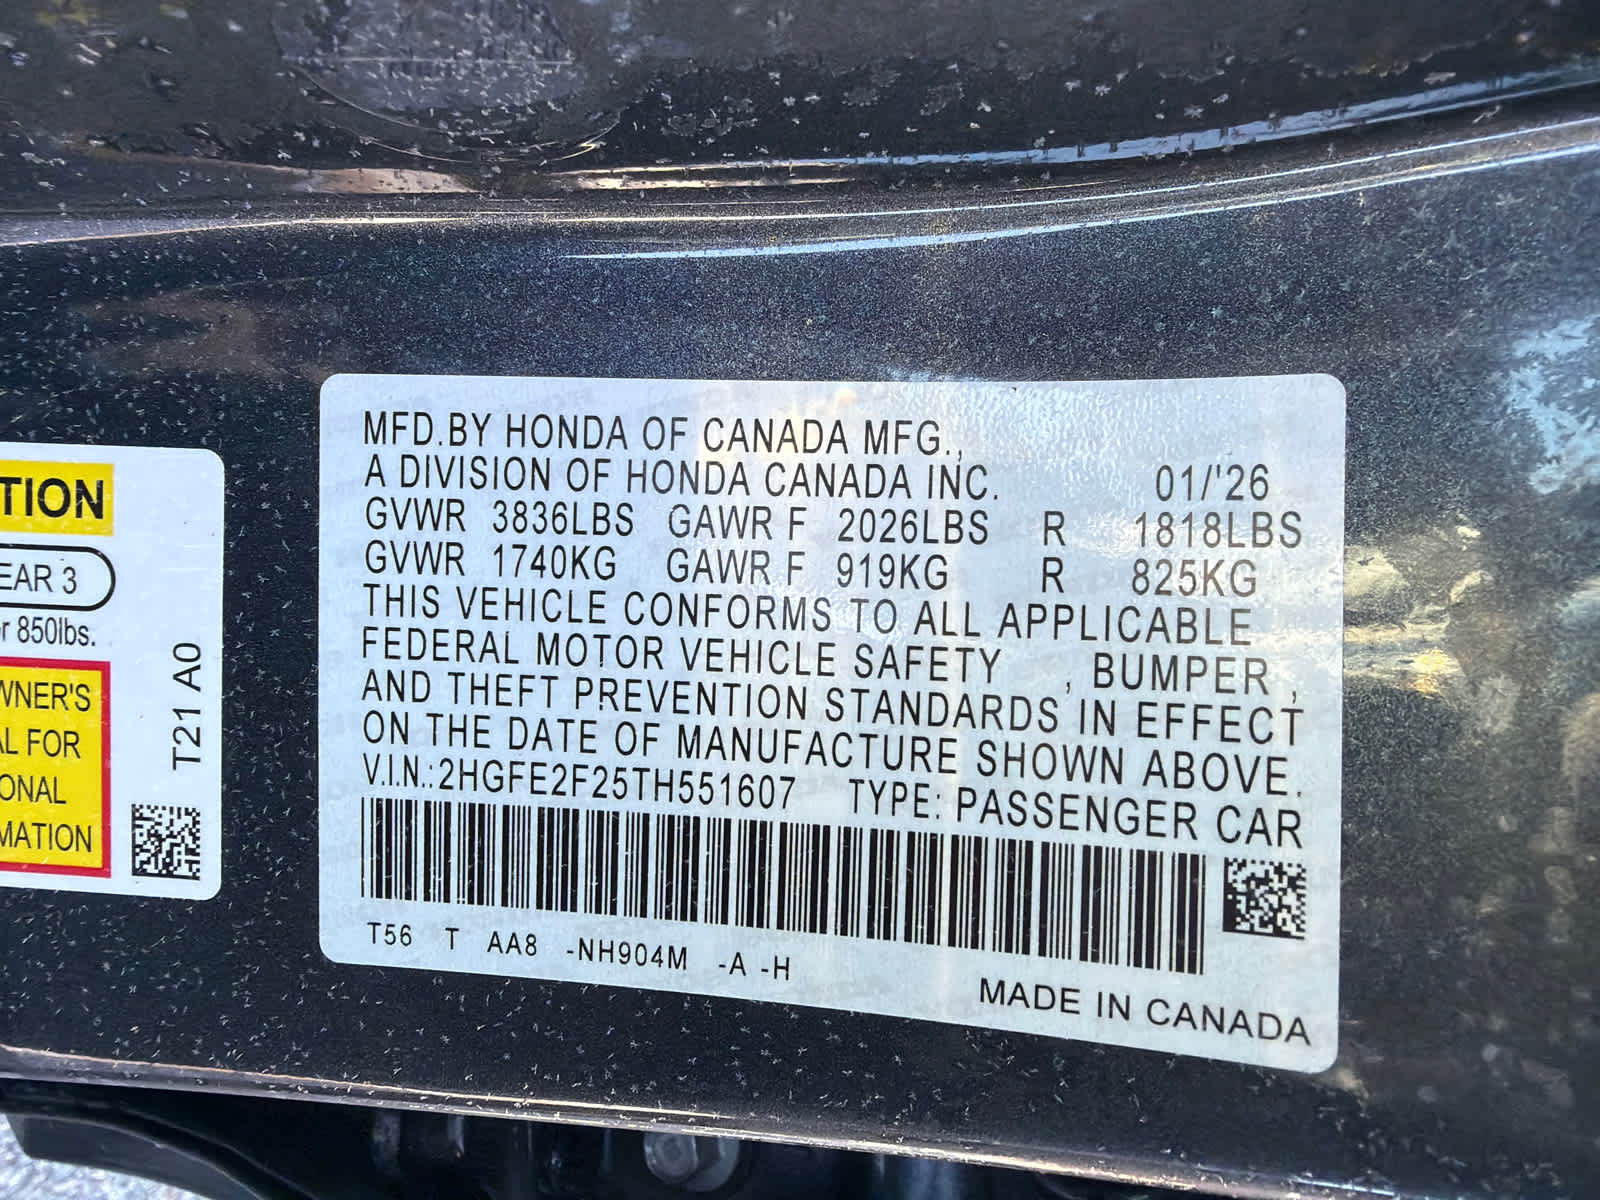 TION
EAR 3
r 850lbs.
WNER'S
AL FOR
ONAL
MATION
T21 A0
MFD.BY HONDA OF CANADA MFG.,
A DIVISION OF HONDA CANADA INC. 01/'26
GVWR 3836LBS GAWR F 2026LBS R 1818LBS
GVWR 1740KG GAWR F 919KG R 825KG
THIS VEHICLE CONFORMS TO ALL APPLICABLE
FEDERAL MOTOR VEHICLE SAFETY , BUMPER ,
AND THEFT PREVENTION STANDARDS IN EFFECT
ON THE DATE OF MANUFACTURE SHOWN ABOVE.
V.I.N.:2HGFE2F25TH551607 TYPE: PASSENGER CAR
T56 T AA8 -NH904M -A -H
MADE IN CANADA